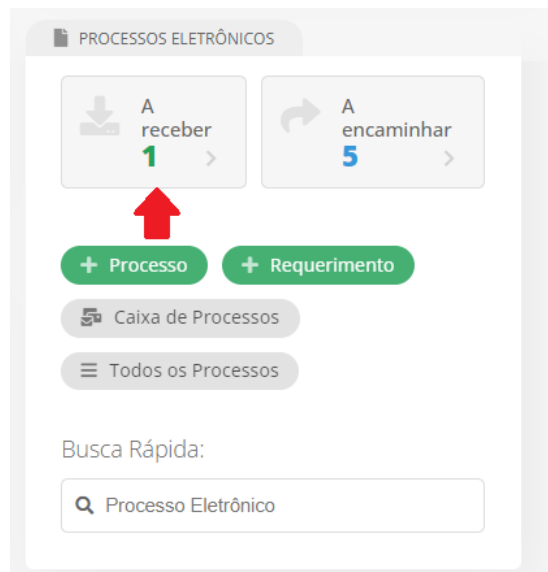 PROCESSOS ELETRÔNICOS
A
receber
1
A
encaminhar
5
+ Processo
+ Requerimento
Caixa de Processos
Todos os Processos
Busca Rápida:
Processo Eletrônico